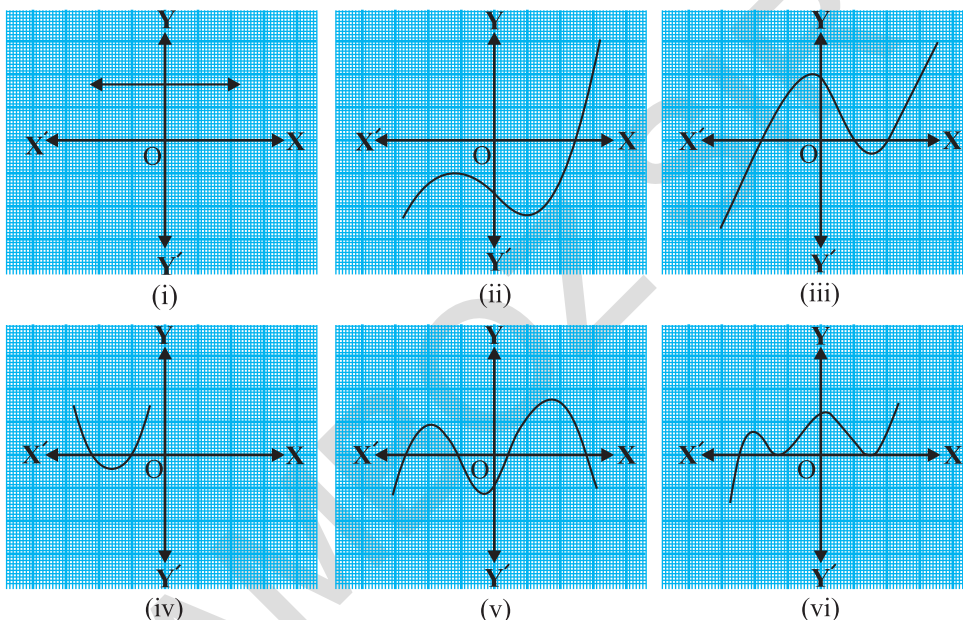 Y Y Y
X′ O X X′ O X X′ O X
Y′ Y′ Y′
(i) (ii) (iii)
Y Y Y
X′ O X X′ O X X′ O X
Y′ Y′ Y′
(iv) (v) (vi)